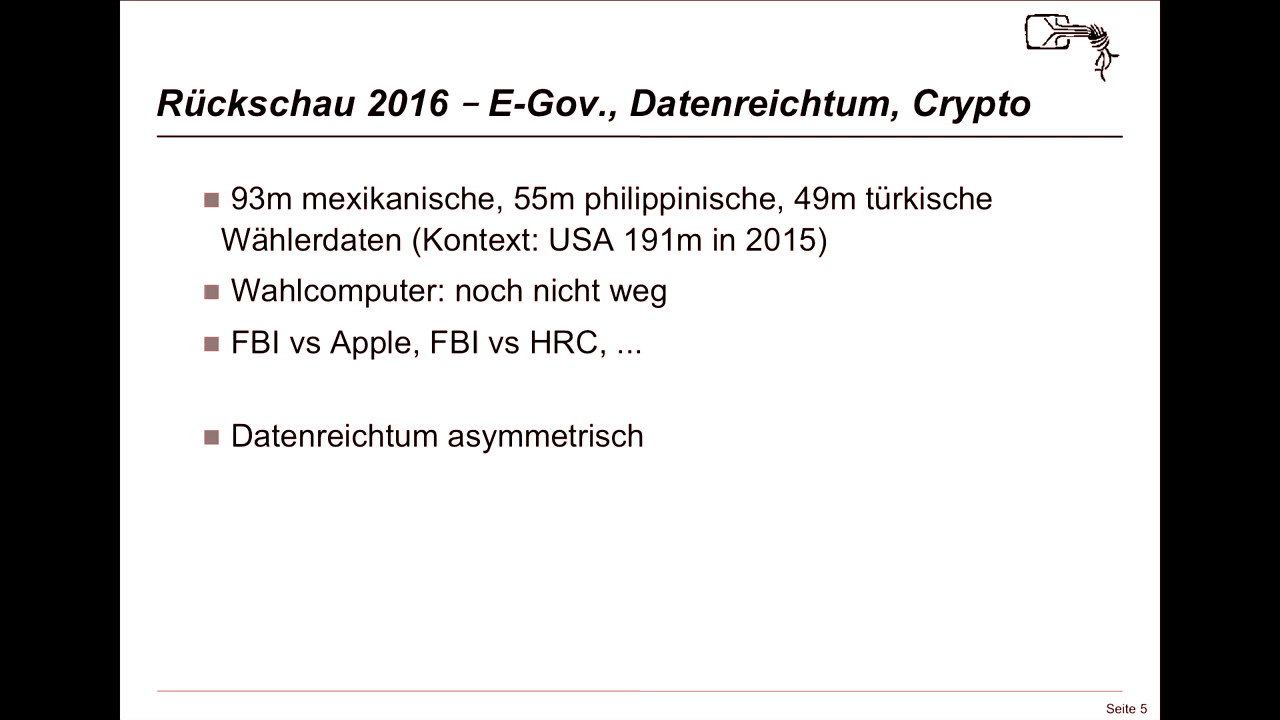 Rückschau 2016 – E-Gov., Datenreichtum, Crypto
93m mexikanische, 55m philippinische, 49m türkische
Wählerdaten (Kontext: USA 191m in 2015)
Wahlcomputer: noch nicht weg
FBI vs Apple, FBI vs HRC, ...
Datenreichtum asymmetrisch
Seite 5